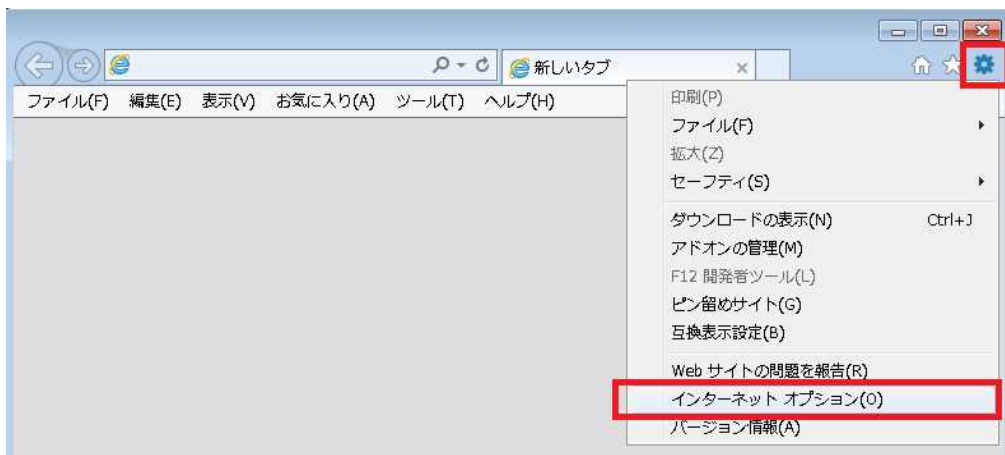 新しいタブ
ファイル(F) 編集(E) 表示(V) お気に入り(A) ツール(T) ヘルプ(H)
印刷(P)
ファイル(F)
拡大(Z)
セーフティ(S)
ダウンロードの表示(N) Ctrl+J
アドオンの管理(M)
F12 開発者ツール(L)
ピン留めサイト(G)
互換表示設定(B)
Web サイトの問題を報告(R)
インターネット オプション(O)
バージョン情報(A)